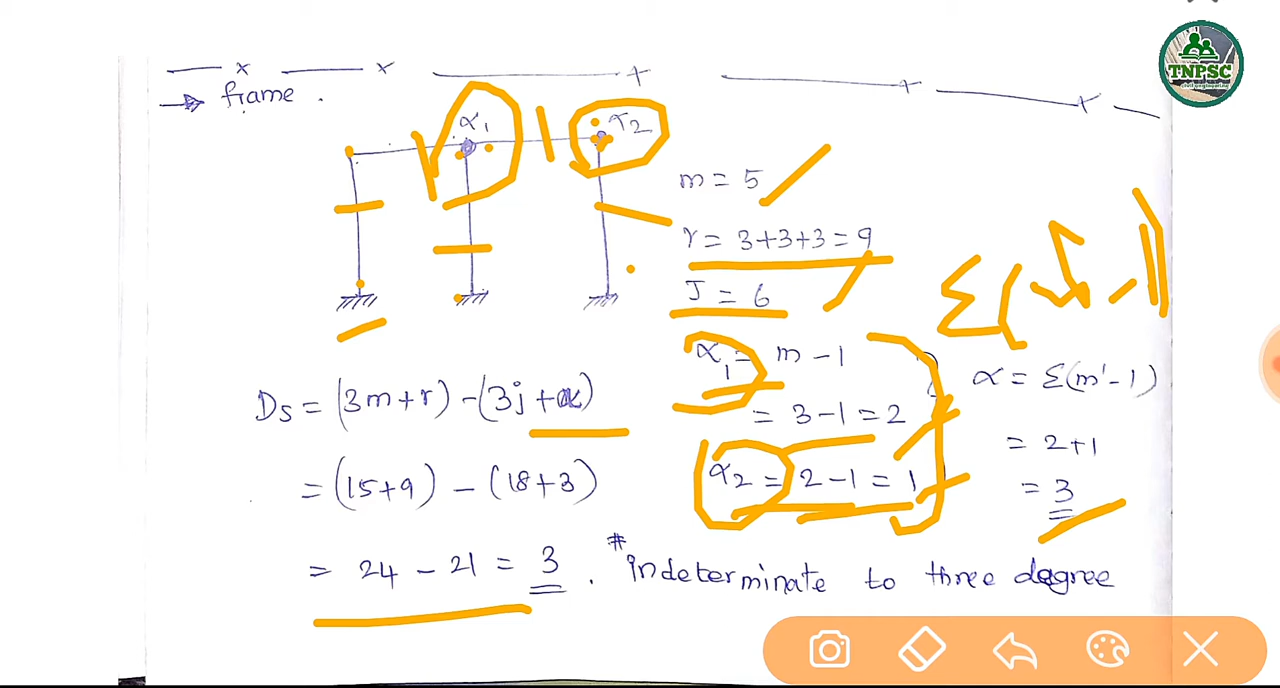 TNPSC
→ frame.
α₁
α₂
m = 5
r = 3+3+3 = 9
J = 6
α₁ = m - 1
= 3 - 1 = 2
α₂ = 2 - 1 = 1
α = Σ(m' - 1)
= 2 + 1
= 3
Ds = (3m + r) - (3j + α)
= (15 + 9) - (18 + 3)
= 24 - 21 = 3. # indeterminate to three degree